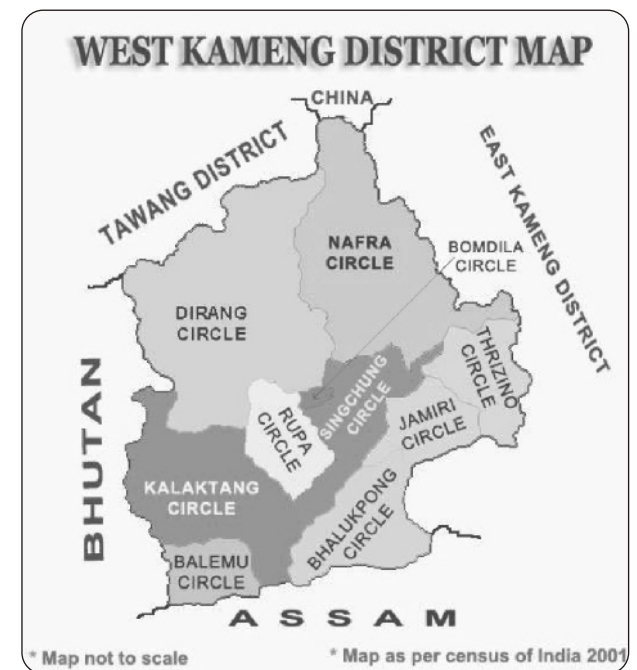 WEST KAMENG DISTRICT MAP
CHINA
TAWANG DISTRICT
EAST KAMENG DISTRICT
NAFRA
CIRCLE
BOMDILA
CIRCLE
DIRANG
CIRCLE
THRIZINO
CIRCLE
BHUTAN
SINGCHUNG
CIRCLE
RUPA
CIRCLE
JAMIRI
CIRCLE
KALAKTANG
CIRCLE
BHALUKPONG
CIRCLE
BALEMU
CIRCLE
ASSAM
* Map not to scale
* Map as per census of India 2001